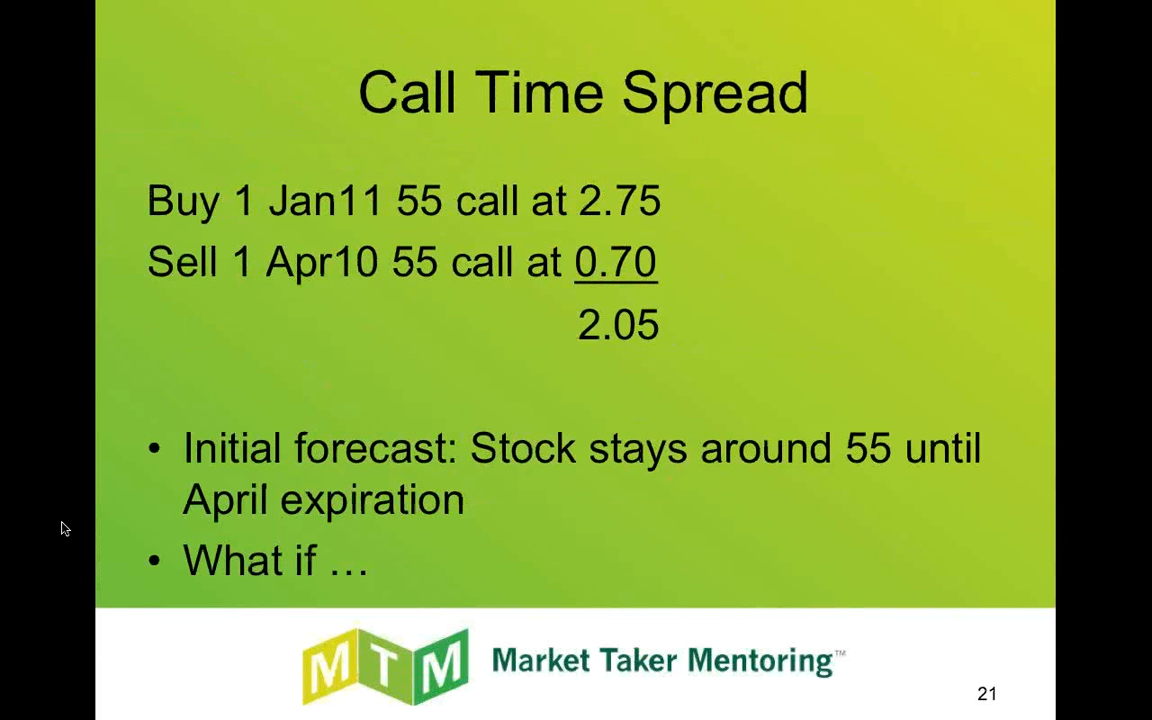 Call Time Spread
Buy 1 Jan11 55 call at 2.75
Sell 1 Apr10 55 call at 0.70
2.05
• Initial forecast: Stock stays around 55 until
April expiration
• What if …
MTM Market Taker Mentoring™
21